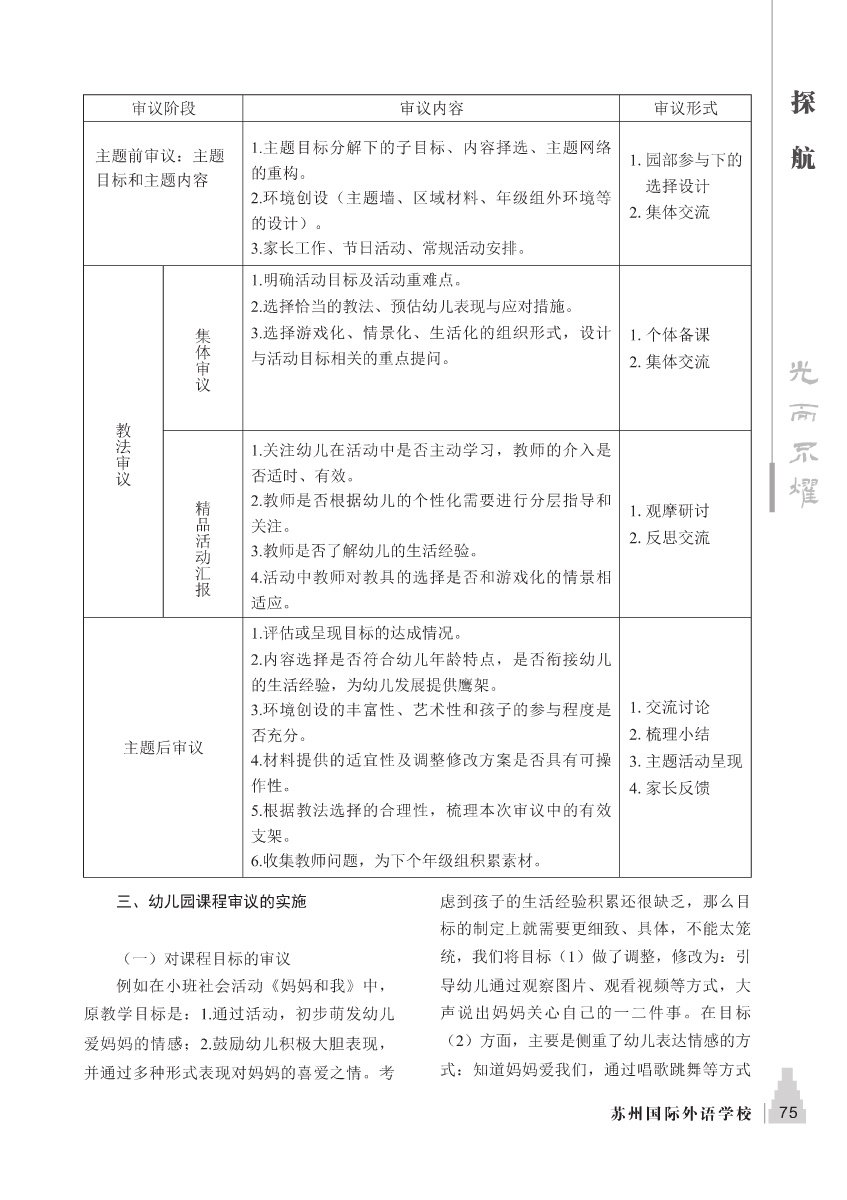 审议阶段
审议内容
审议形式
主题前审议：主题
目标和主题内容
1.主题目标分解下的子目标、内容择选、主题网络
的重构。
2.环境创设（主题墙、区域材料、年级组外环境等
的设计）。
3.家长工作、节日活动、常规活动安排。
1. 园部参与下的
选择设计
2. 集体交流
教法审议
集体审议
1.明确活动目标及活动重难点。
2.选择恰当的教法、预估幼儿表现与应对措施。
3.选择游戏化、情景化、生活化的组织形式，设计
与活动目标相关的重点提问。
1. 个体备课
2. 集体交流
精品活动汇报
1.关注幼儿在活动中是否主动学习，教师的介入是
否适时、有效。
2.教师是否根据幼儿的个性化需要进行分层指导和
关注。
3.教师是否了解幼儿的生活经验。
4.活动中教师对教具的选择是否和游戏化的情景相
适应。
1. 观摩研讨
2. 反思交流
主题后审议
1.评估或呈现目标的达成情况。
2.内容选择是否符合幼儿年龄特点，是否衔接幼儿
的生活经验，为幼儿发展提供鹰架。
3.环境创设的丰富性、艺术性和孩子的参与程度是
否充分。
4.材料提供的适宜性及调整修改方案是否具有可操
作性。
5.根据教法选择的合理性，梳理本次审议中的有效
支架。
6.收集教师问题，为下个年级组积累素材。
1. 交流讨论
2. 梳理小结
3. 主题活动呈现
4. 家长反馈
三、幼儿园课程审议的实施
（一）对课程目标的审议
例如在小班社会活动《妈妈和我》中，
原教学目标是：1.通过活动，初步萌发幼儿
爱妈妈的情感；2.鼓励幼儿积极大胆表现，
并通过多种形式表现对妈妈的喜爱之情。考
虑到孩子的生活经验积累还很缺乏，那么目
标的制定上就需要更细致、具体，不能太笼
统，我们将目标（1）做了调整，修改为：引
导幼儿通过观察图片、观看视频等方式，大
声说出妈妈关心自己的一二件事。在目标
（2）方面，主要是侧重了幼儿表达情感的方
式：知道妈妈爱我们，通过唱歌跳舞等方式
探航
光而不耀
苏州国际外语学校
75